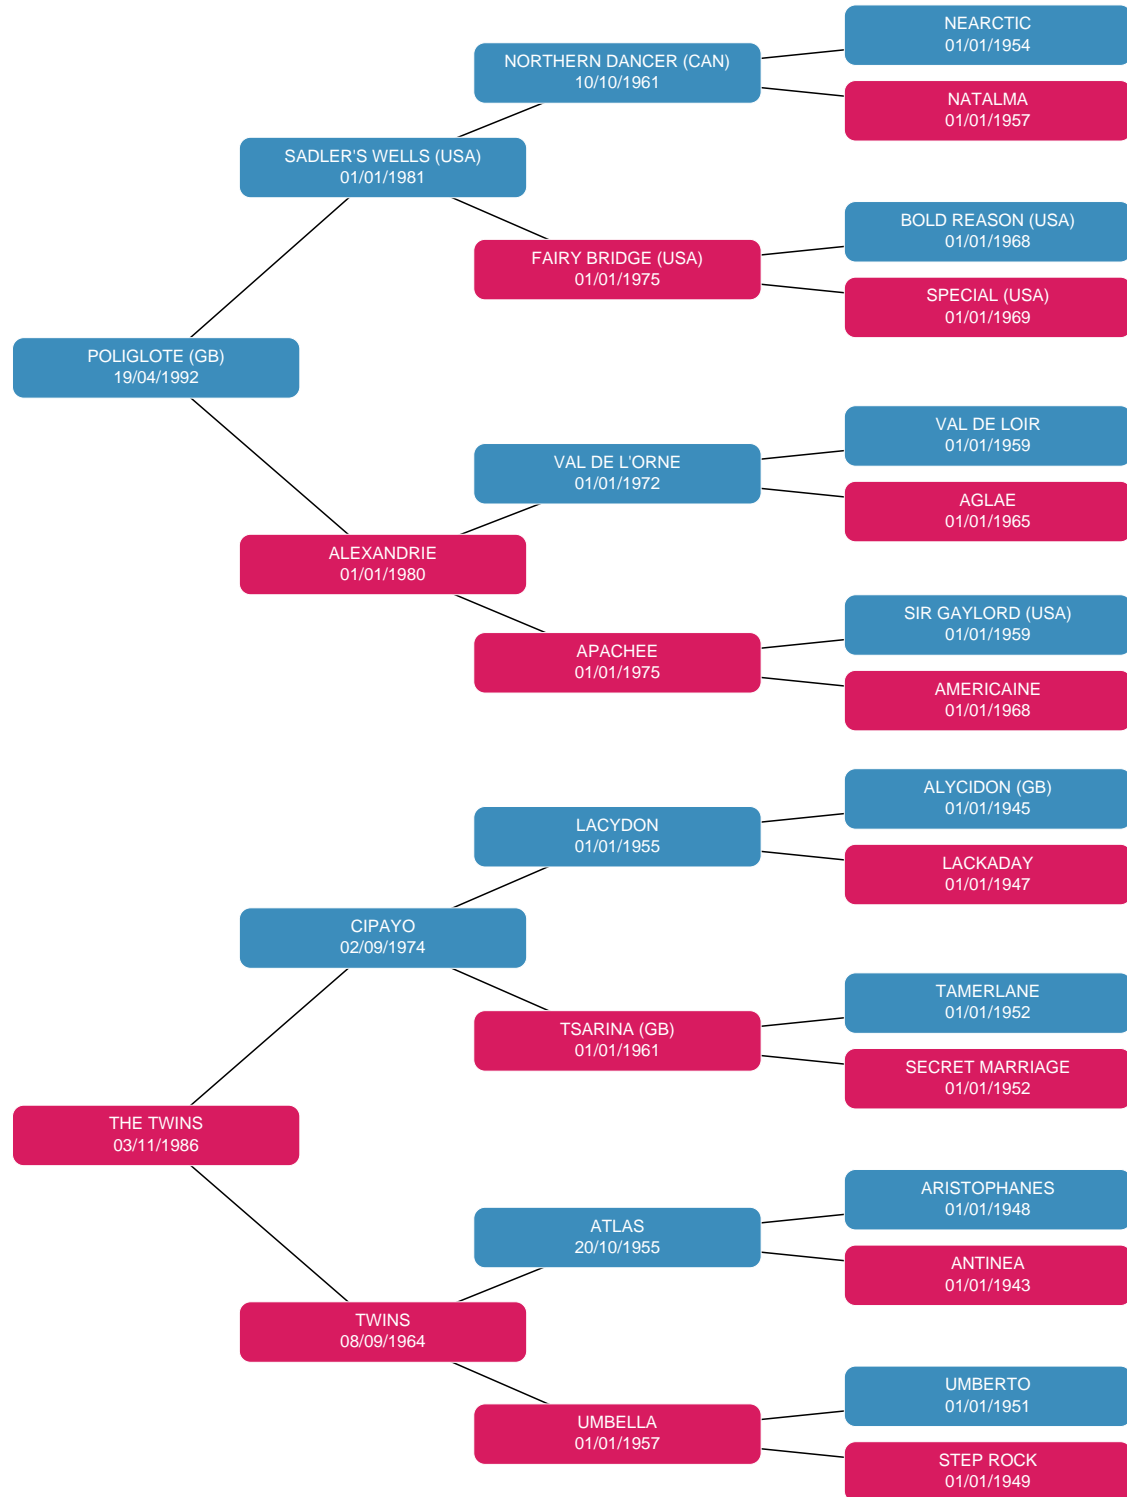 NEARCTIC
01/01/1954
NORTHERN DANCER (CAN)
10/10/1961
NATALMA
01/01/1957
SADLER'S WELLS (USA)
01/01/1981
BOLD REASON (USA)
01/01/1968
FAIRY BRIDGE (USA)
01/01/1975
SPECIAL (USA)
01/01/1969
POLIGLOTE (GB)
19/04/1992
VAL DE LOIR
01/01/1959
VAL DE L'ORNE
01/01/1972
AGLAE
01/01/1965
ALEXANDRIE
01/01/1980
SIR GAYLORD (USA)
01/01/1959
APACHEE
01/01/1975
AMERICAINE
01/01/1968
ALYCIDON (GB)
01/01/1945
LACYDON
01/01/1955
LACKADAY
01/01/1947
CIPAYO
02/09/1974
TAMERLANE
01/01/1952
TSARINA (GB)
01/01/1961
SECRET MARRIAGE
01/01/1952
THE TWINS
03/11/1986
ARISTOPHANES
01/01/1948
ATLAS
20/10/1955
ANTINEA
01/01/1943
TWINS
08/09/1964
UMBERTO
01/01/1951
UMBELLA
01/01/1957
STEP ROCK
01/01/1949